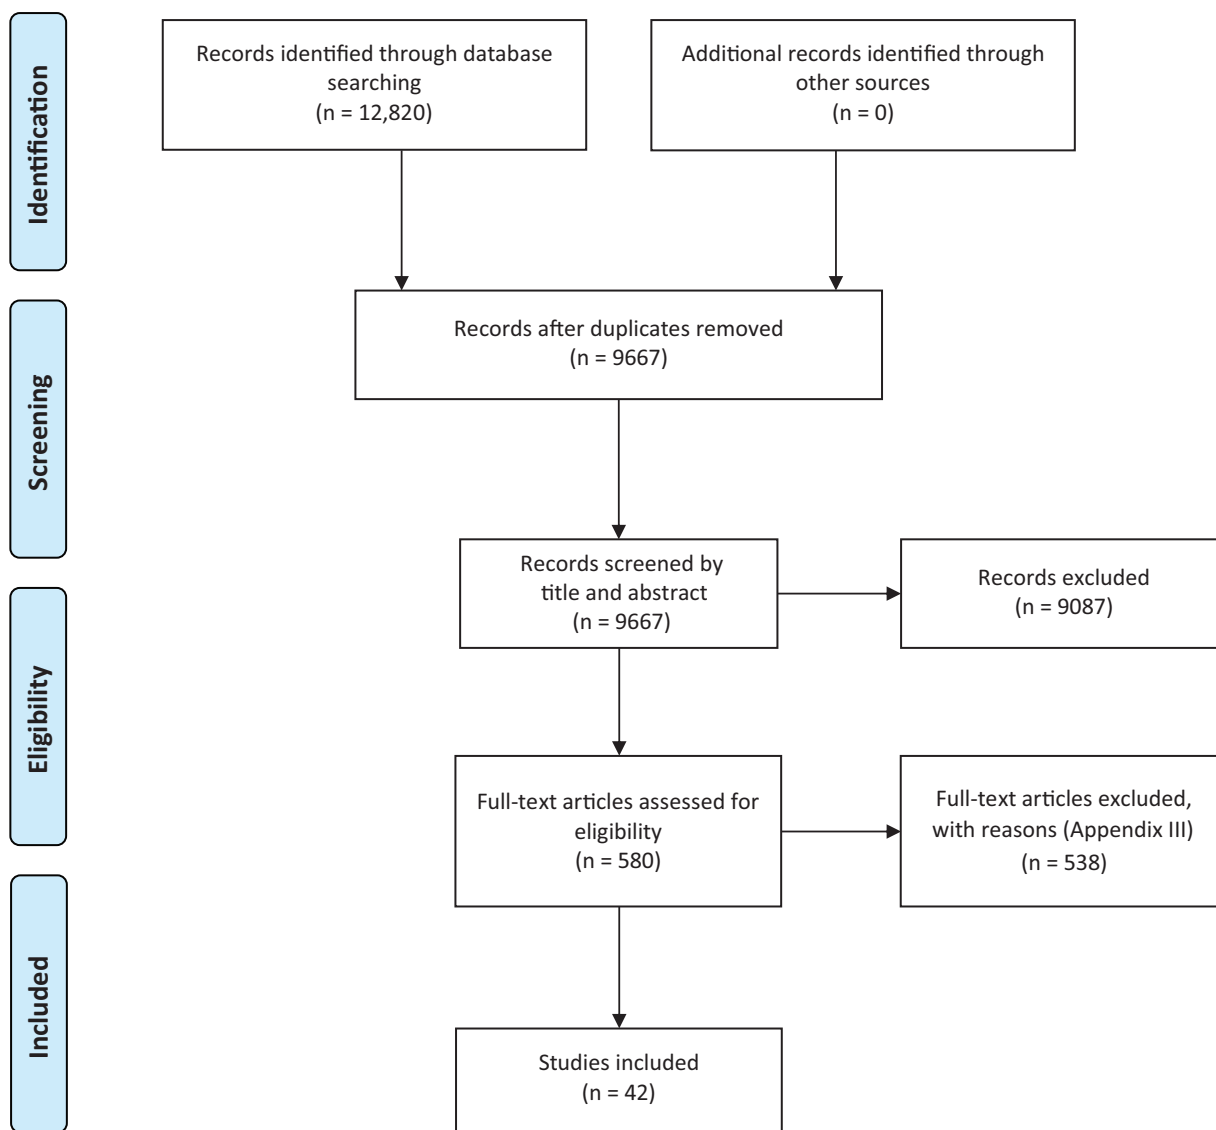 Identification
Records identified through database
searching
(n = 12,820)
Additional records identified through
other sources
(n = 0)
Screening
Records after duplicates removed
(n = 9667)
Records screened by
title and abstract
(n = 9667)
Records excluded
(n = 9087)
Eligibility
Full-text articles assessed for
eligibility
(n = 580)
Full-text articles excluded,
with reasons (Appendix III)
(n = 538)
Included
Studies included
(n = 42)